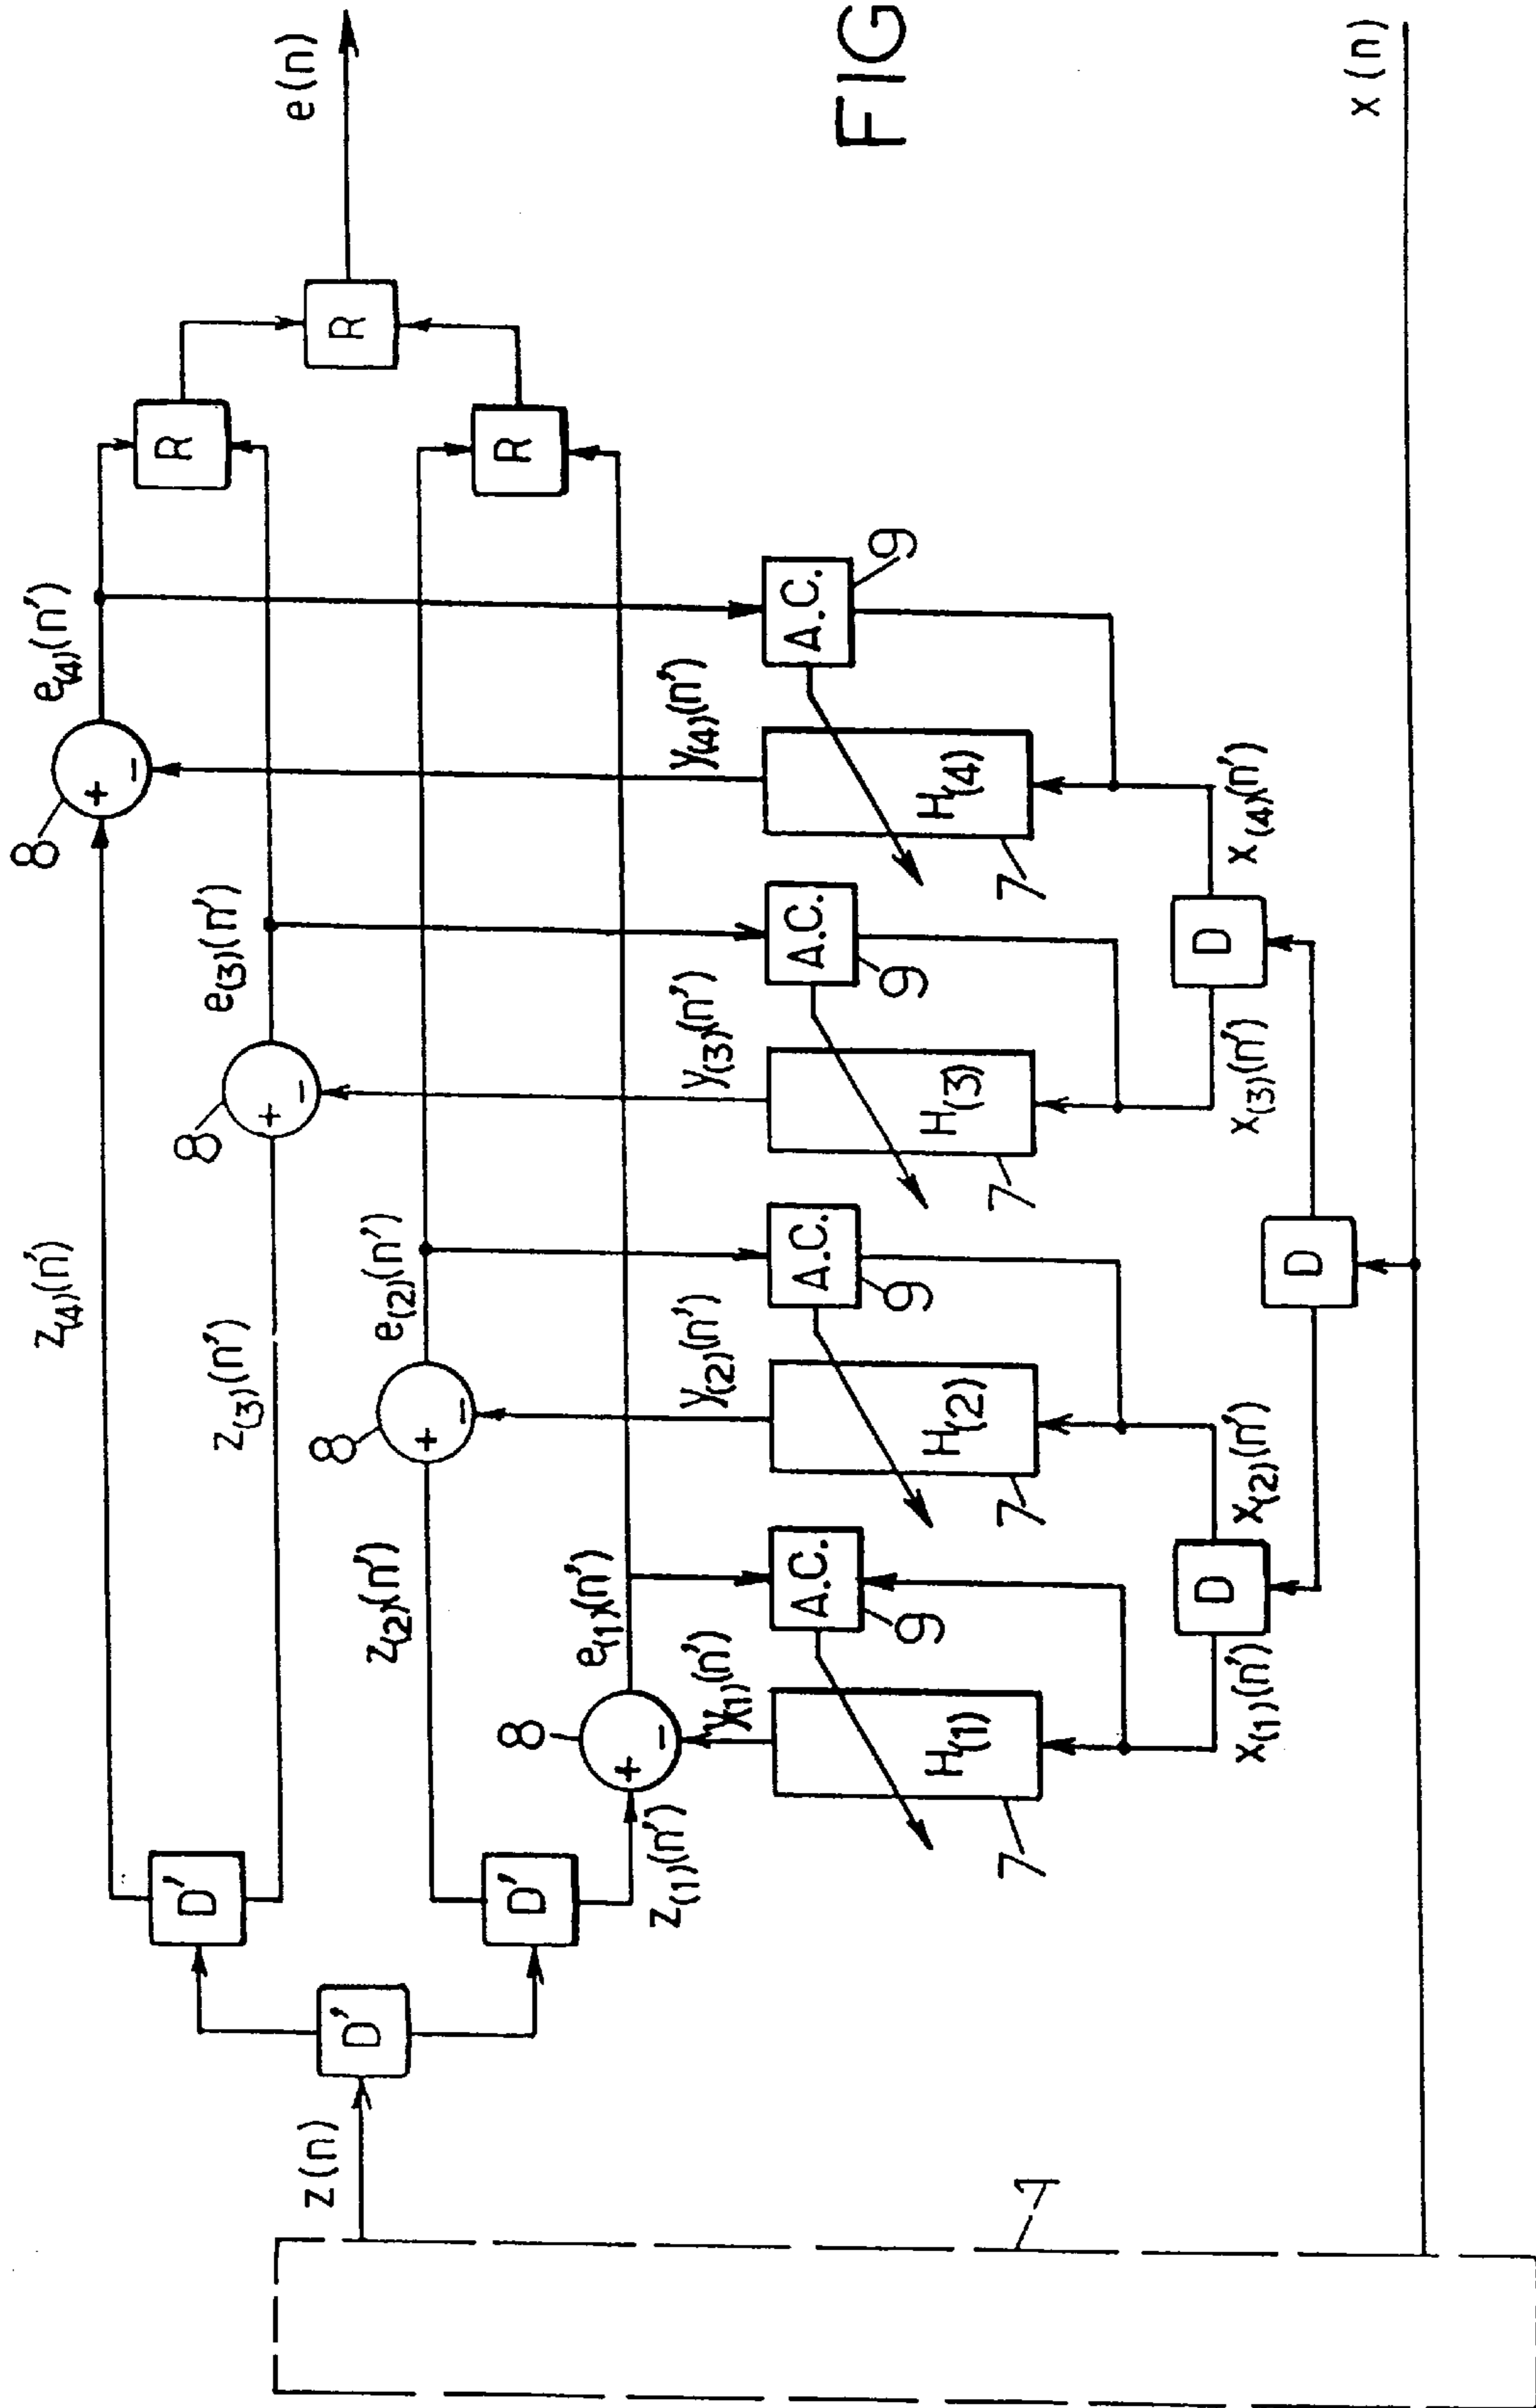 z(4)(n')
8
e(4)(n')
D'
z(3)(n')
8
e(3)(n')
R
z(n)
D'
z(2)(n')
8
e(2)(n')
R
e(n)
D'
8
R
z(1)(n')
e(1)(n')
+ −
+ −
+ −
+ −
y(1)(n')
y(2)(n')
y(3)(n')
y(4)(n')
A.C.
A.C.
A.C.
A.C.
FIG
9
9
9
9
H(1)
H(2)
H(3)
H(4)
1
7
7
7
7
x(1)(n')
D
x(2)(n')
x(3)(n')
D
x(4)(n')
D
x(n)